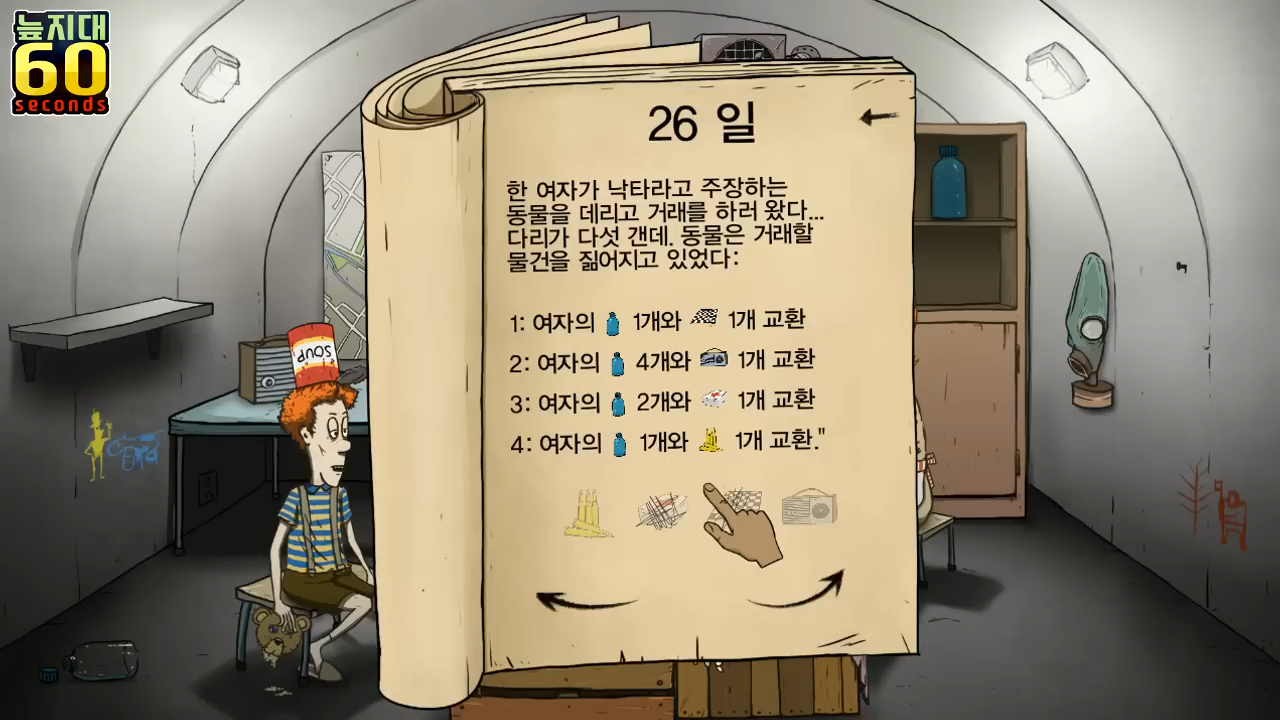 늪지대
60
seconds
26 일
한 여자가 낙타라고 주장하는
동물을 데리고 거래를 하러 왔다...
다리가 다섯 갠데. 동물은 거래할
물건을 짊어지고 있었다:
1: 여자의 1개와 1개 교환
2: 여자의 4개와 1개 교환
3: 여자의 2개와 1개 교환
4: 여자의 1개와 1개 교환."
SOUP